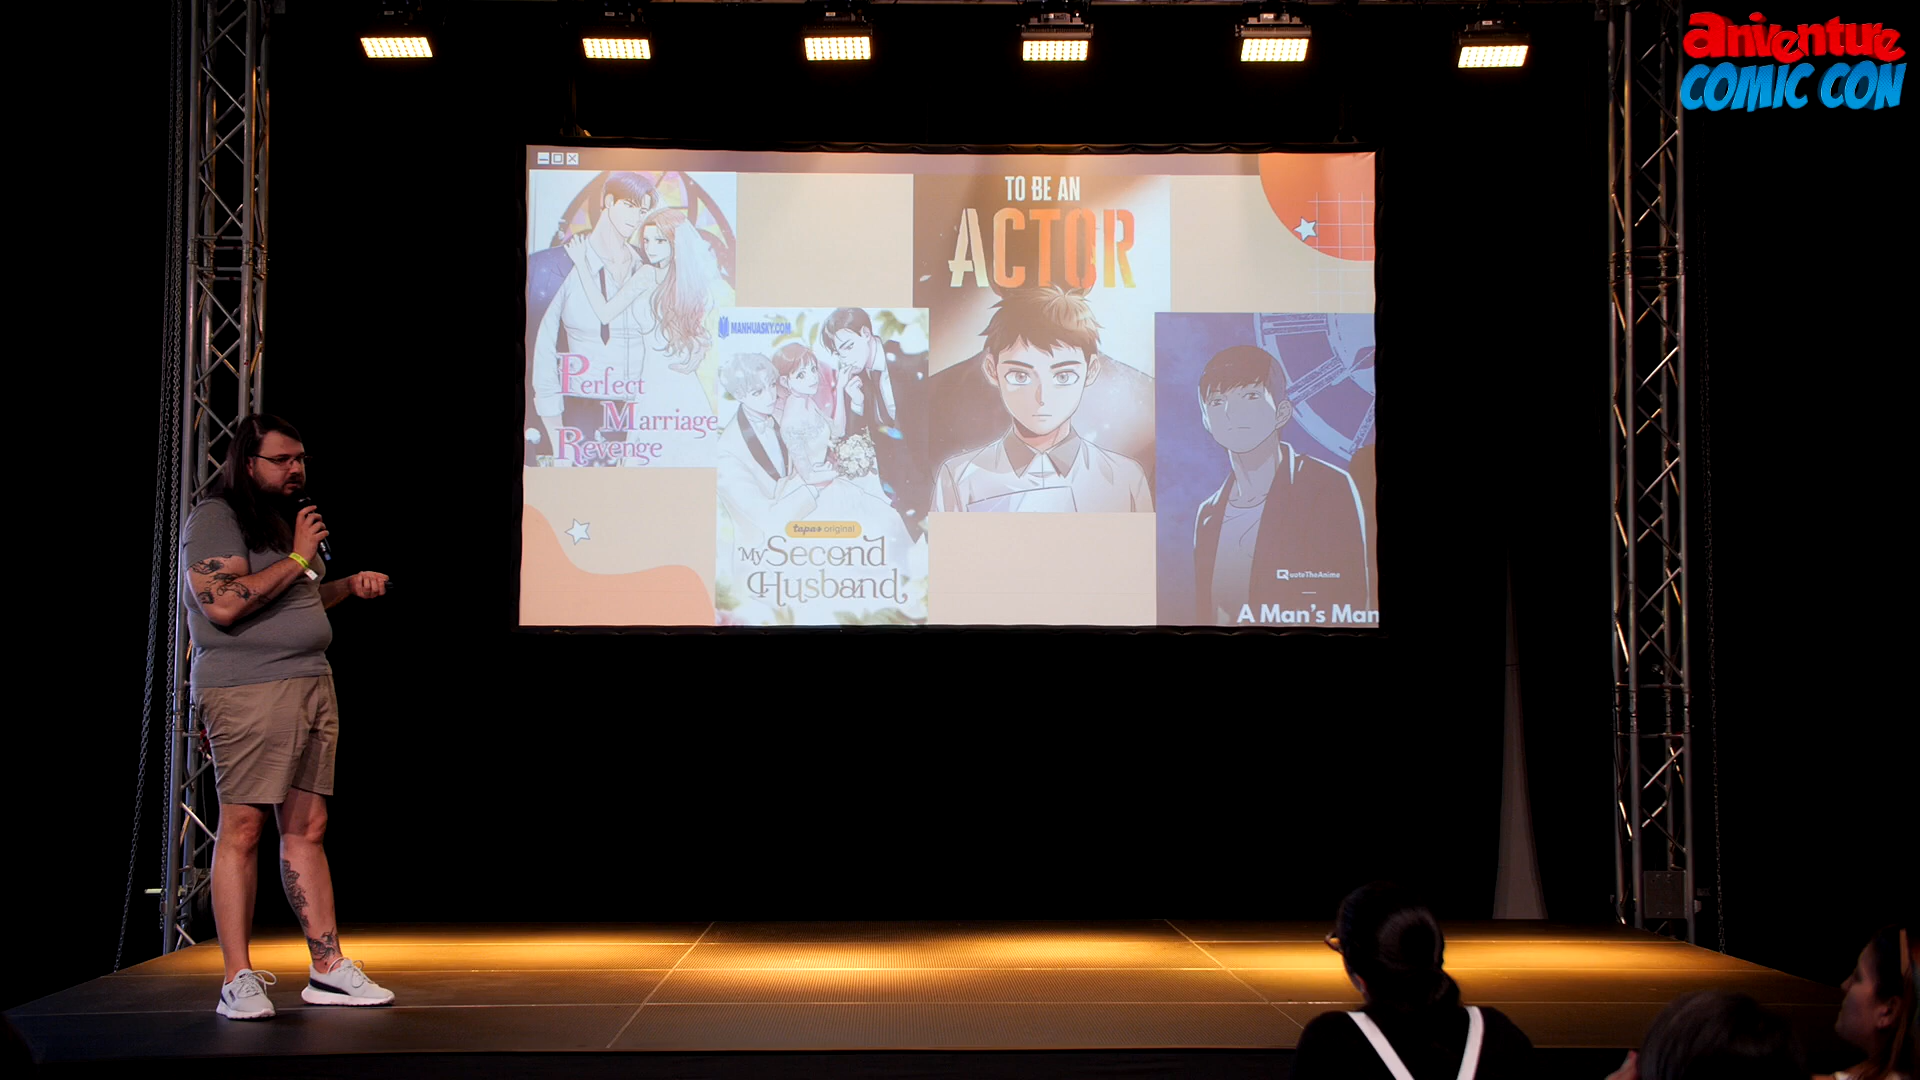 aniventure
COMIC CON
Perfect
Marriage
Revenge
MANHUASKY.COM
tapas original
My Second
Husband
TO BE AN
ACTOR
QuoteTheAnime
A Man's Man